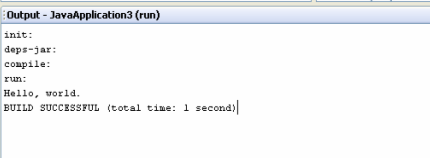 Output - JavaApplication3 (run)
init:
deps-jar:
compile:
run:
Hello, world.
BUILD SUCCESSFUL (total time: 1 second)